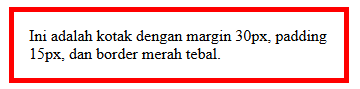 Ini adalah kotak dengan margin 30px, padding
15px, dan border merah tebal.